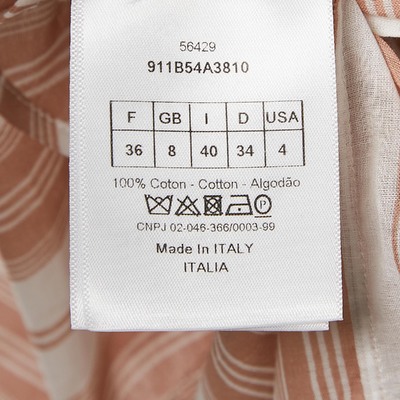 56429
911B54A3810
F GB I D USA
36 8 40 34 4
100% Coton - Cotton - Algodão
P
CNPJ 02-046-366/0003-99
Made In ITALY
ITALIA